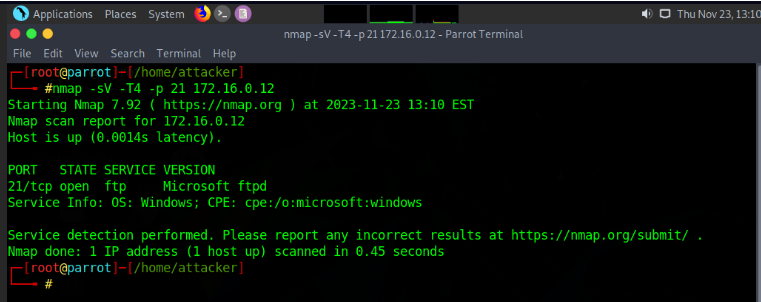 Applications Places System Thu Nov 23, 13:10
nmap -sV -T4 -p 21 172.16.0.12 - Parrot Terminal
File Edit View Search Terminal Help
┌─[root@parrot]─[/home/attacker]
└──╼ #nmap -sV -T4 -p 21 172.16.0.12
Starting Nmap 7.92 ( https://nmap.org ) at 2023-11-23 13:10 EST
Nmap scan report for 172.16.0.12
Host is up (0.0014s latency).
PORT   STATE SERVICE VERSION
21/tcp open  ftp     Microsoft ftpd
Service Info: OS: Windows; CPE: cpe:/o:microsoft:windows
Service detection performed. Please report any incorrect results at https://nmap.org/submit/ .
Nmap done: 1 IP address (1 host up) scanned in 0.45 seconds
┌─[root@parrot]─[/home/attacker]
└──╼ #